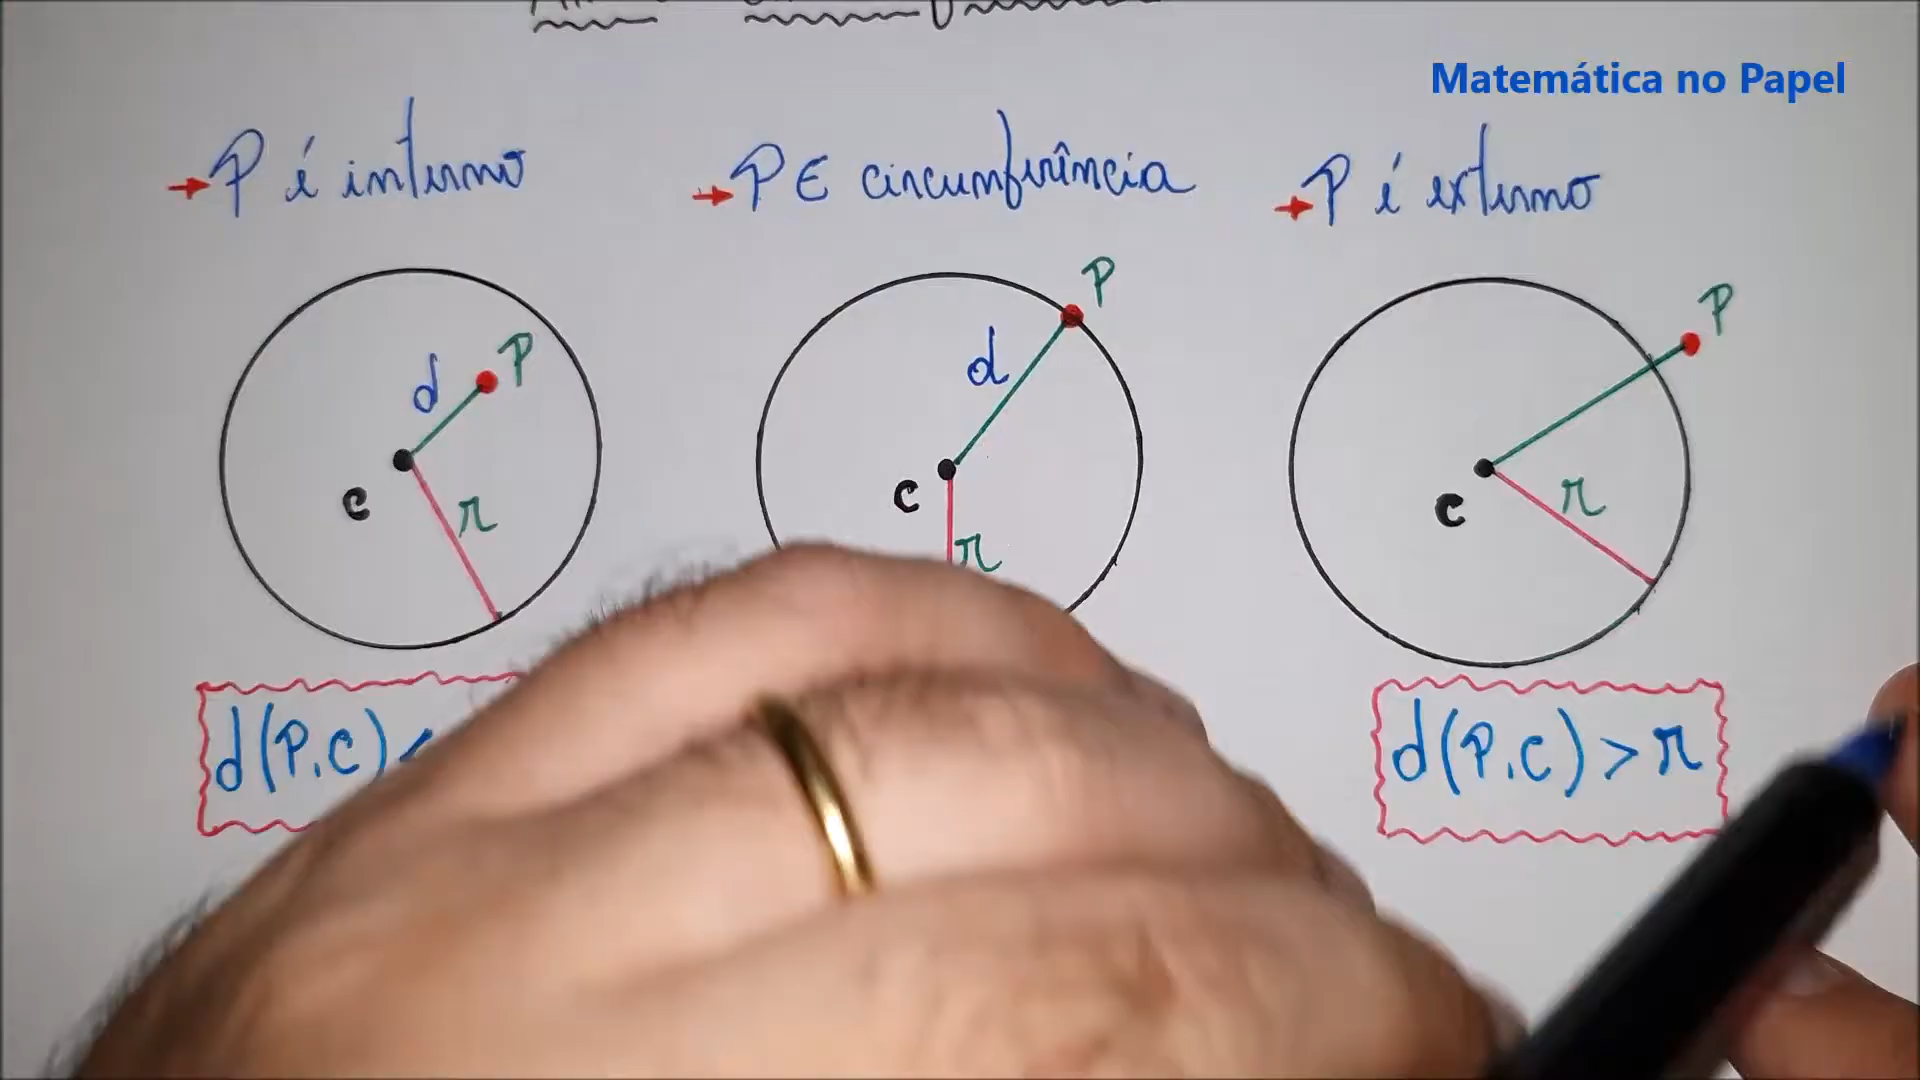 Matemática no Papel
P é interno
P ∈ circunferência
P é externo
P
d
C
r
P
d
C
r
P
C
r
d(P,C)<
d(P,C)>r